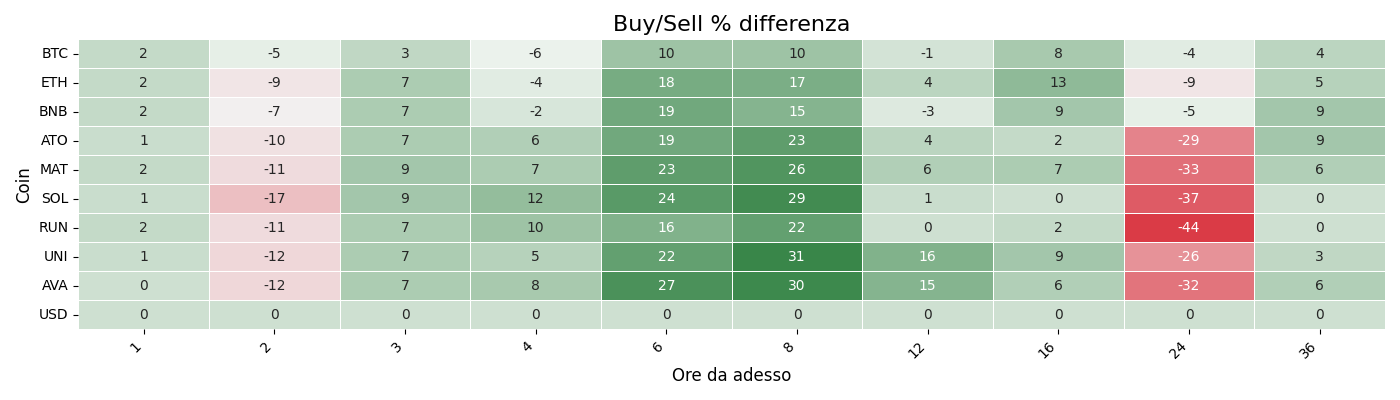 Buy/Sell % differenza
Coin
BTC 2 -5 3 -6 10 10 -1 8 -4 4
ETH 2 -9 7 -4 18 17 4 13 -9 5
BNB 2 -7 7 -2 19 15 -3 9 -5 9
ATO 1 -10 7 6 19 23 4 2 -29 9
MAT 2 -11 9 7 23 26 6 7 -33 6
SOL 1 -17 9 12 24 29 1 0 -37 0
RUN 2 -11 7 10 16 22 0 2 -44 0
UNI 1 -12 7 5 22 31 16 9 -26 3
AVA 0 -12 7 8 27 30 15 6 -32 6
USD 0 0 0 0 0 0 0 0 0 0
1 2 3 4 6 8 12 16 24 36
Ore da adesso